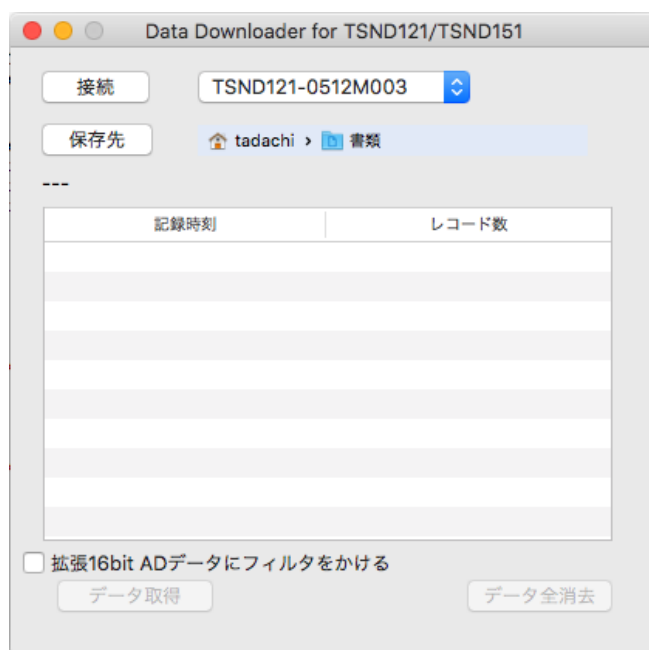 Data Downloader for TSND121/TSND151
接続 TSND121-0512M003
保存先 tadachi › 書類
---
記録時刻 レコード数
拡張16bit ADデータにフィルタをかける
データ取得 データ全消去